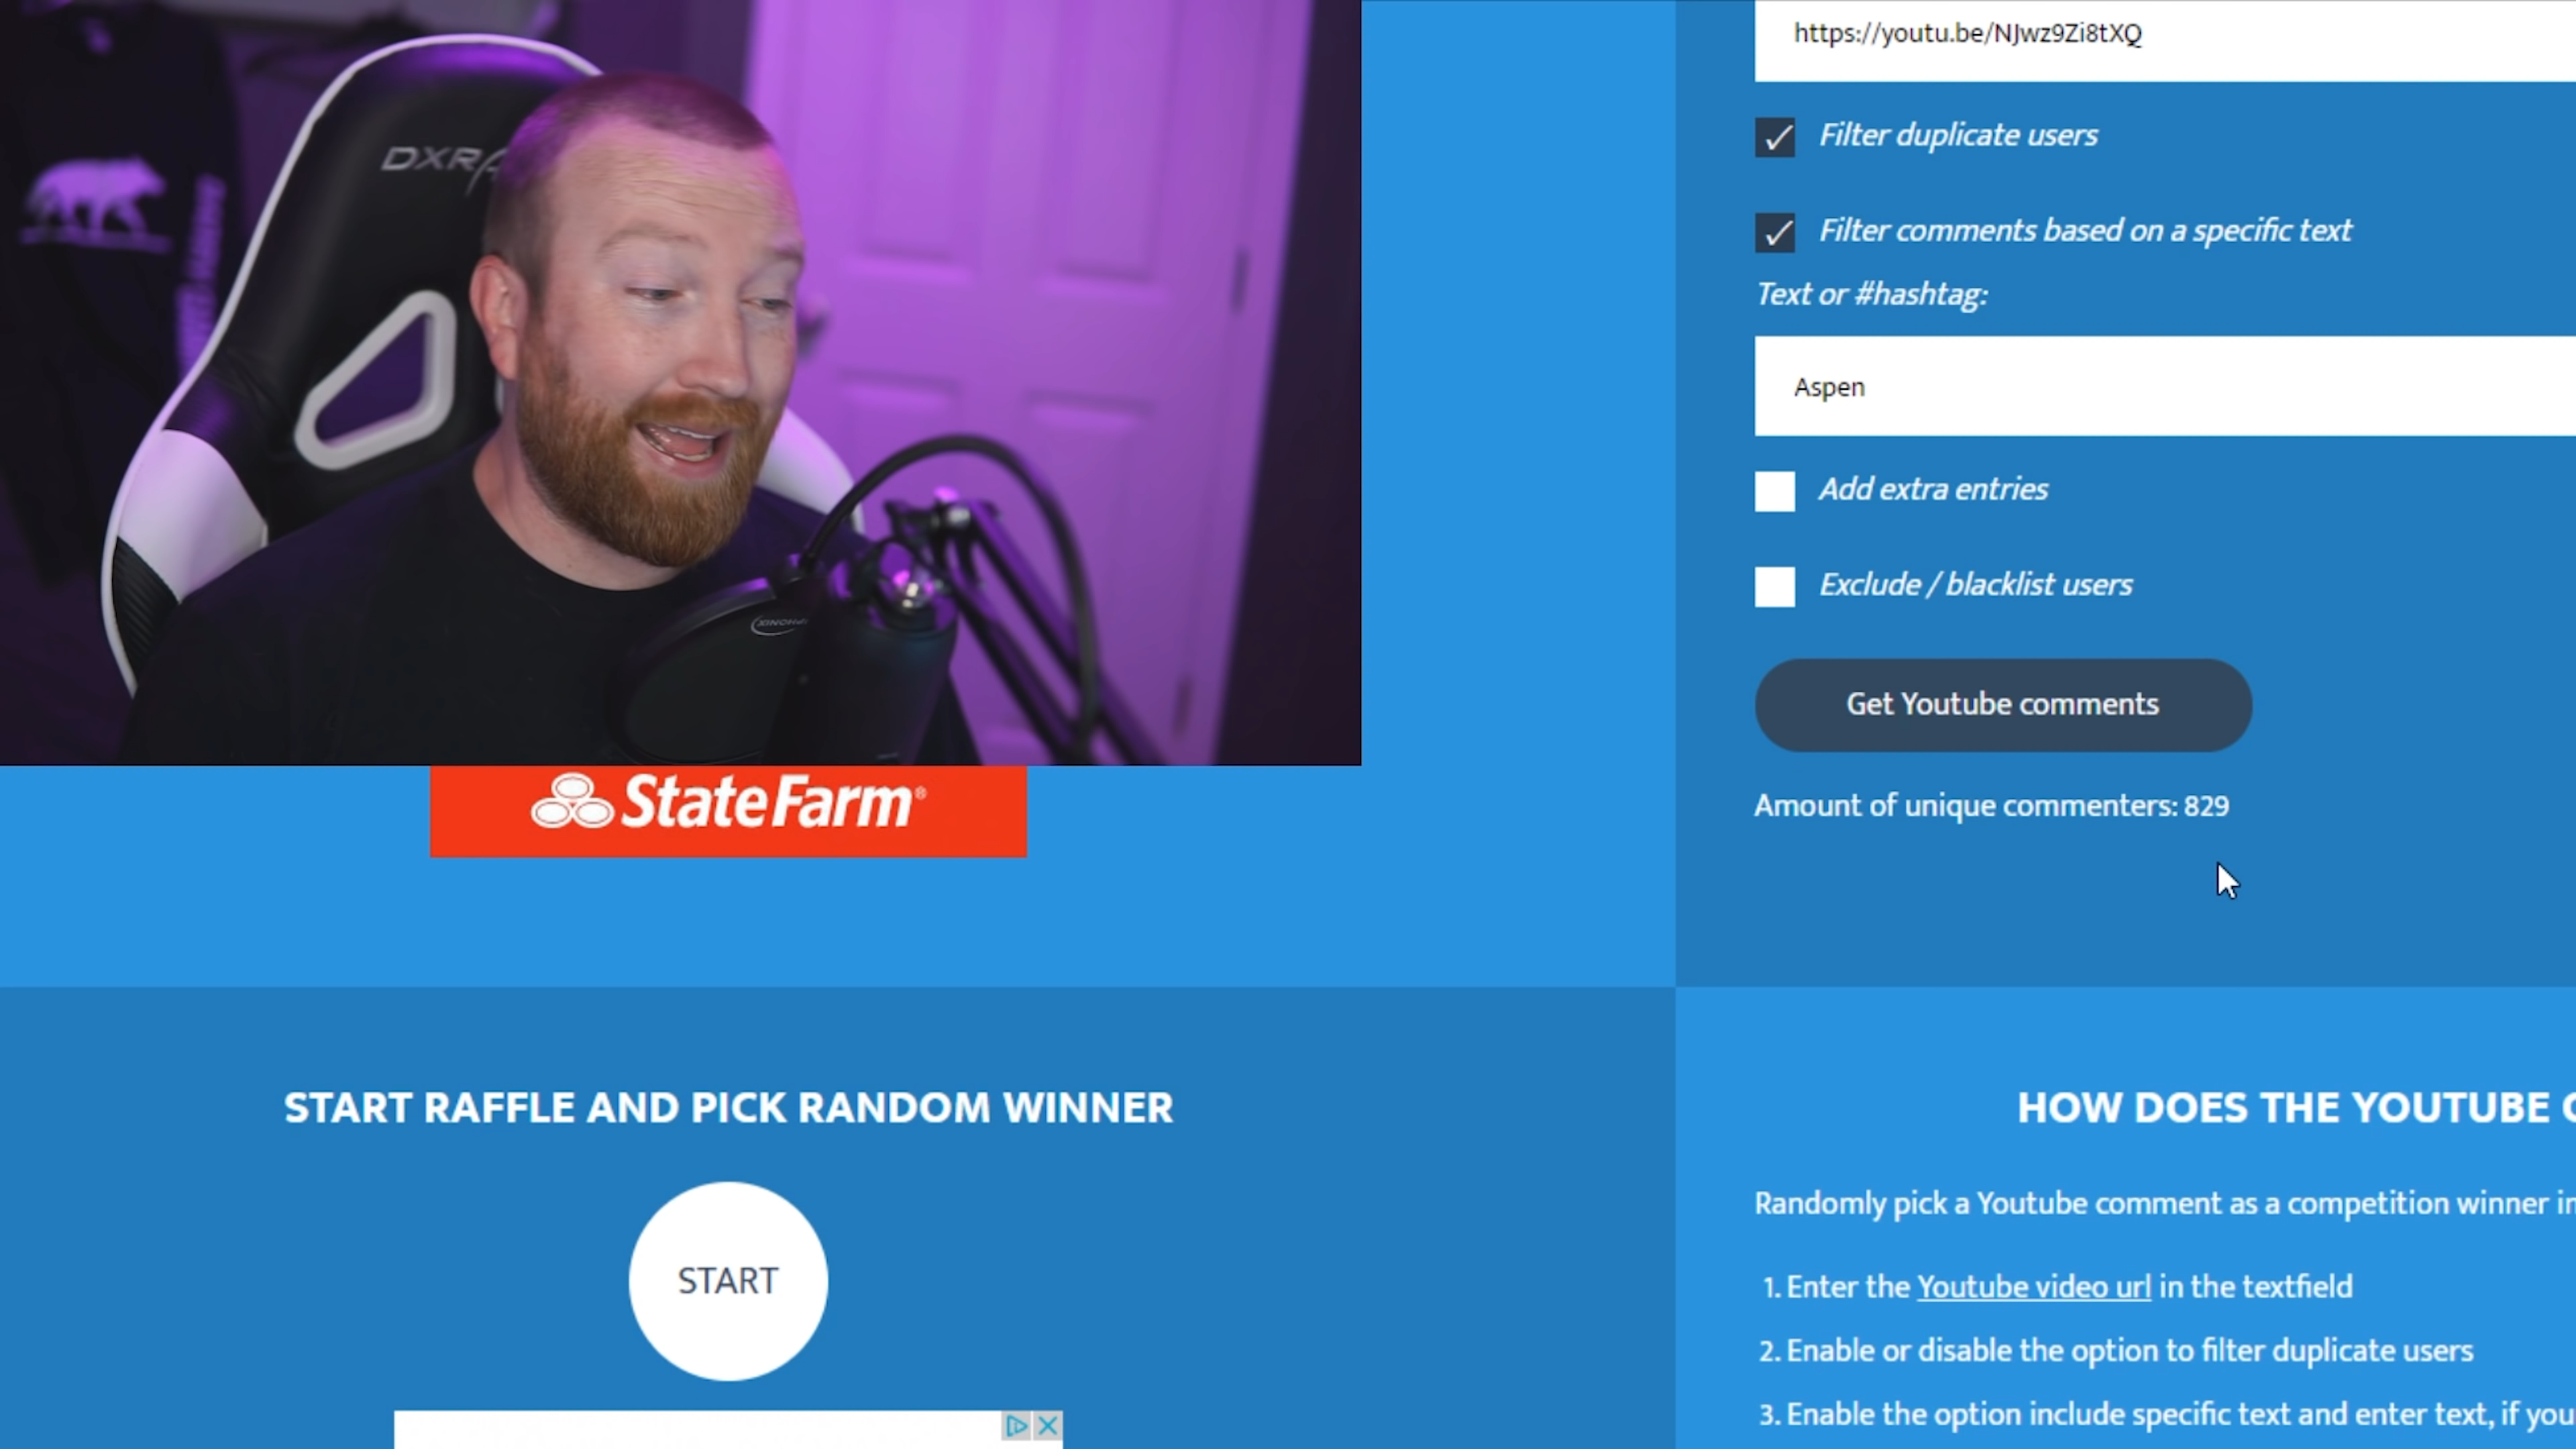 https://youtu.be/NJwz9Zi8tXQ
Filter duplicate users
Filter comments based on a specific text
Text or #hashtag:
Aspen
Add extra entries
Exclude / blacklist users
Get Youtube comments
Amount of unique commenters: 829
StateFarm®
START RAFFLE AND PICK RANDOM WINNER
START
HOW DOES THE YOUTUBE
Randomly pick a Youtube comment as a competition winner in
1. Enter the Youtube video url in the textfield
2. Enable or disable the option to filter duplicate users
3. Enable the option include specific text and enter text, if you